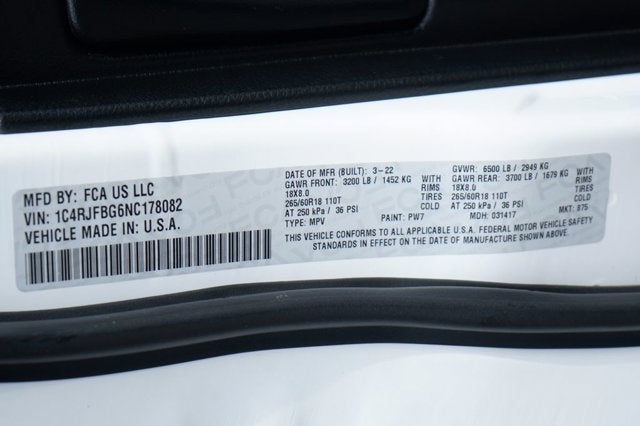 MFD BY: FCA US LLC
VIN: 1C4RJFBG6NC178082
VEHICLE MADE IN: U.S.A.
DATE OF MFR (BUILT): 3-22 GVWR: 6500 LB / 2949 KG
GAWR FRONT: 3200 LB / 1452 KG WITH GAWR REAR: 3700 LB / 1679 KG WITH
18X8.0 RIMS 18X8.0 RIMS
265/60R18 110T TIRES 265/60R18 110T TIRES
AT 250 kPa / 36 PSI COLD AT 250 kPa / 36 PSI COLD
TYPE: MPV PAINT: PW7 MDH: 031417 MKT: 875
THIS VEHICLE CONFORMS TO ALL APPLICABLE U.S.A. FEDERAL MOTOR VEHICLE SAFETY
STANDARDS IN EFFECT ON THE DATE OF MANUFACTURE SHOWN ABOVE.